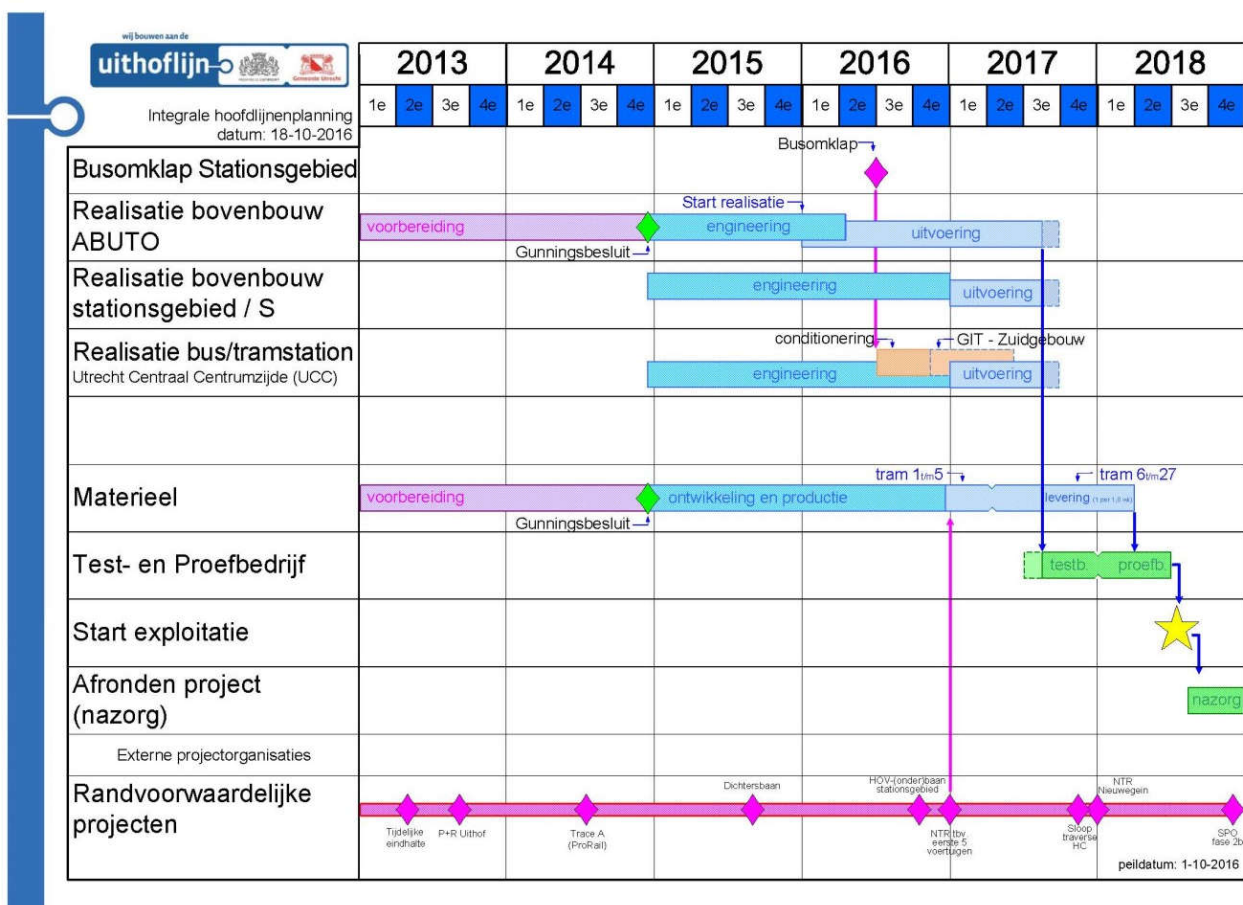 wij bouwen aan de
uithoflijn
Gemeente Utrecht
Integrale hoofdlijnenplanning
datum: 18-10-2016
2013 2014 2015 2016 2017 2018
1e 2e 3e 4e 1e 2e 3e 4e 1e 2e 3e 4e 1e 2e 3e 4e 1e 2e 3e 4e 1e 2e 3e 4e
Busomklap
Busomklap Stationsgebied
Realisatie bovenbouw
ABUTO
Start realisatie
voorbereiding
engineering
uitvoering
Gunningsbesluit
Realisatie bovenbouw
stationsgebied / S
engineering
uitvoering
Realisatie bus/tramstation
Utrecht Centraal Centrumzijde (UCC)
conditionering
GIT - Zuidgebouw
engineering
uitvoering
Materieel
tram 1t/m5
tram 6t/m27
voorbereiding
ontwikkeling en productie
levering
Gunningsbesluit
Test- en Proefbedrijf
testb.
proefb.
Start exploitatie
Afronden project
(nazorg)
nazorg
Externe projectorganisaties
Randvoorwaardelijke
projecten
Tijdelijke
eindhalte
P+R Uithof
Trace A
(ProRail)
Dichtersbaan
HOV-(onder)baan
stationsgebied
NTR tbv
eerste 5
voertuigen
Sloop
traverse
HC
NTR
Nieuwegein
SPO
fase 2b
peildatum: 1-10-2016